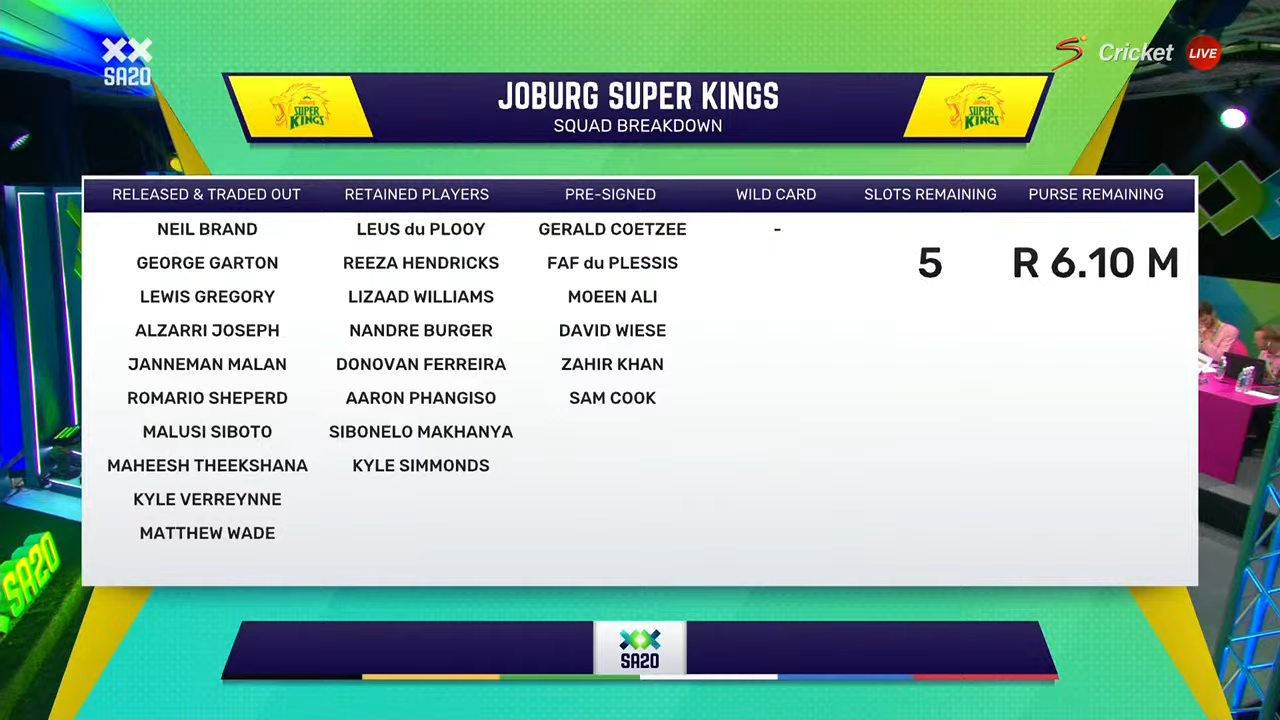 SA20
Cricket LIVE
JOBURG SUPER KINGS
SQUAD BREAKDOWN
SUPER KINGS
SUPER KINGS
RELEASED & TRADED OUT RETAINED PLAYERS PRE-SIGNED WILD CARD SLOTS REMAINING PURSE REMAINING
NEIL BRAND LEUS du PLOOY GERALD COETZEE -
GEORGE GARTON REEZA HENDRICKS FAF du PLESSIS 5 R 6.10 M
LEWIS GREGORY LIZAAD WILLIAMS MOEEN ALI
ALZARRI JOSEPH NANDRE BURGER DAVID WIESE
JANNEMAN MALAN DONOVAN FERREIRA ZAHIR KHAN
ROMARIO SHEPERD AARON PHANGISO SAM COOK
MALUSI SIBOTO SIBONELO MAKHANYA
MAHEESH THEEKSHANA KYLE SIMMONDS
KYLE VERREYNNE
MATTHEW WADE
SA20
SA20